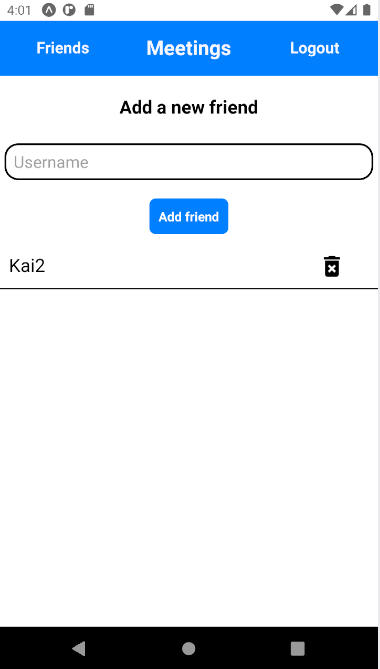 4:01
Friends Meetings Logout
Add a new friend
Username
Add friend
Kai2